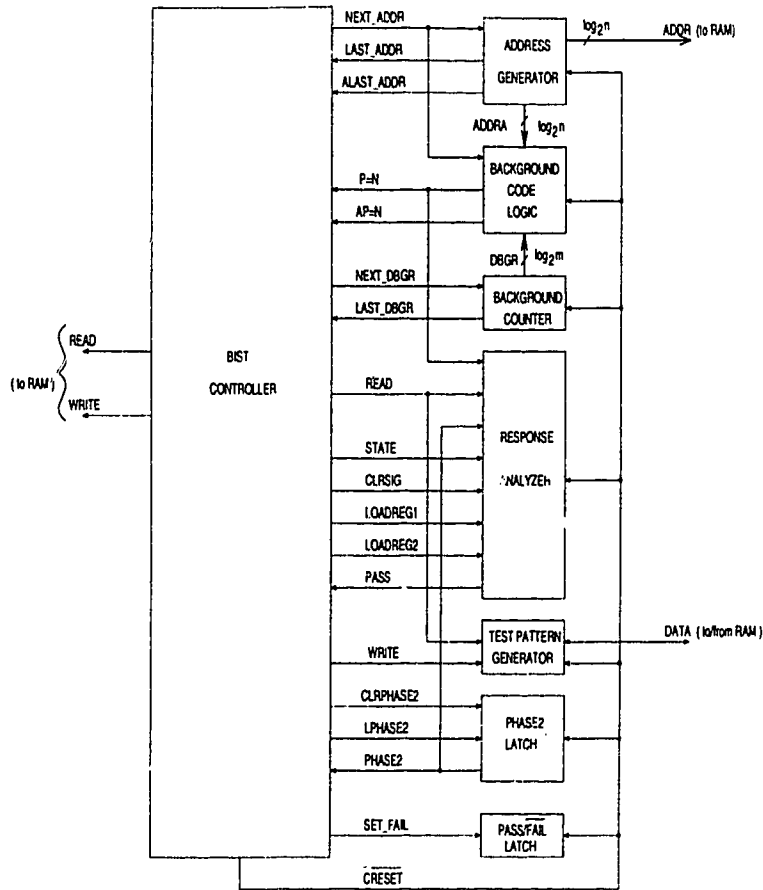 NEXT_ADDR
LAST_ADDR
ALAST_ADDR
ADDRESS
GENERATOR
log2n
ADDR (to RAM)
ADDRA
log2n
P=N
AP=N
BACKGROUND
CODE
LOGIC
DBGR
log2m
NEXT_DBGR
LAST_DBGR
BACKGROUND
COUNTER
READ
( to RAM )
WRITE
BIST
CONTROLLER
READ
STATE
CLRSIG
LOADREG1
LOADREG2
PASS
RESPONSE
ANALYZER
WRITE
TEST PATTERN
GENERATOR
DATA ( to/from RAM )
CLRPHASE2
LPHASE2
PHASE2
PHASE2
LATCH
SET_FAIL
PASS/FAIL
LATCH
CRESET